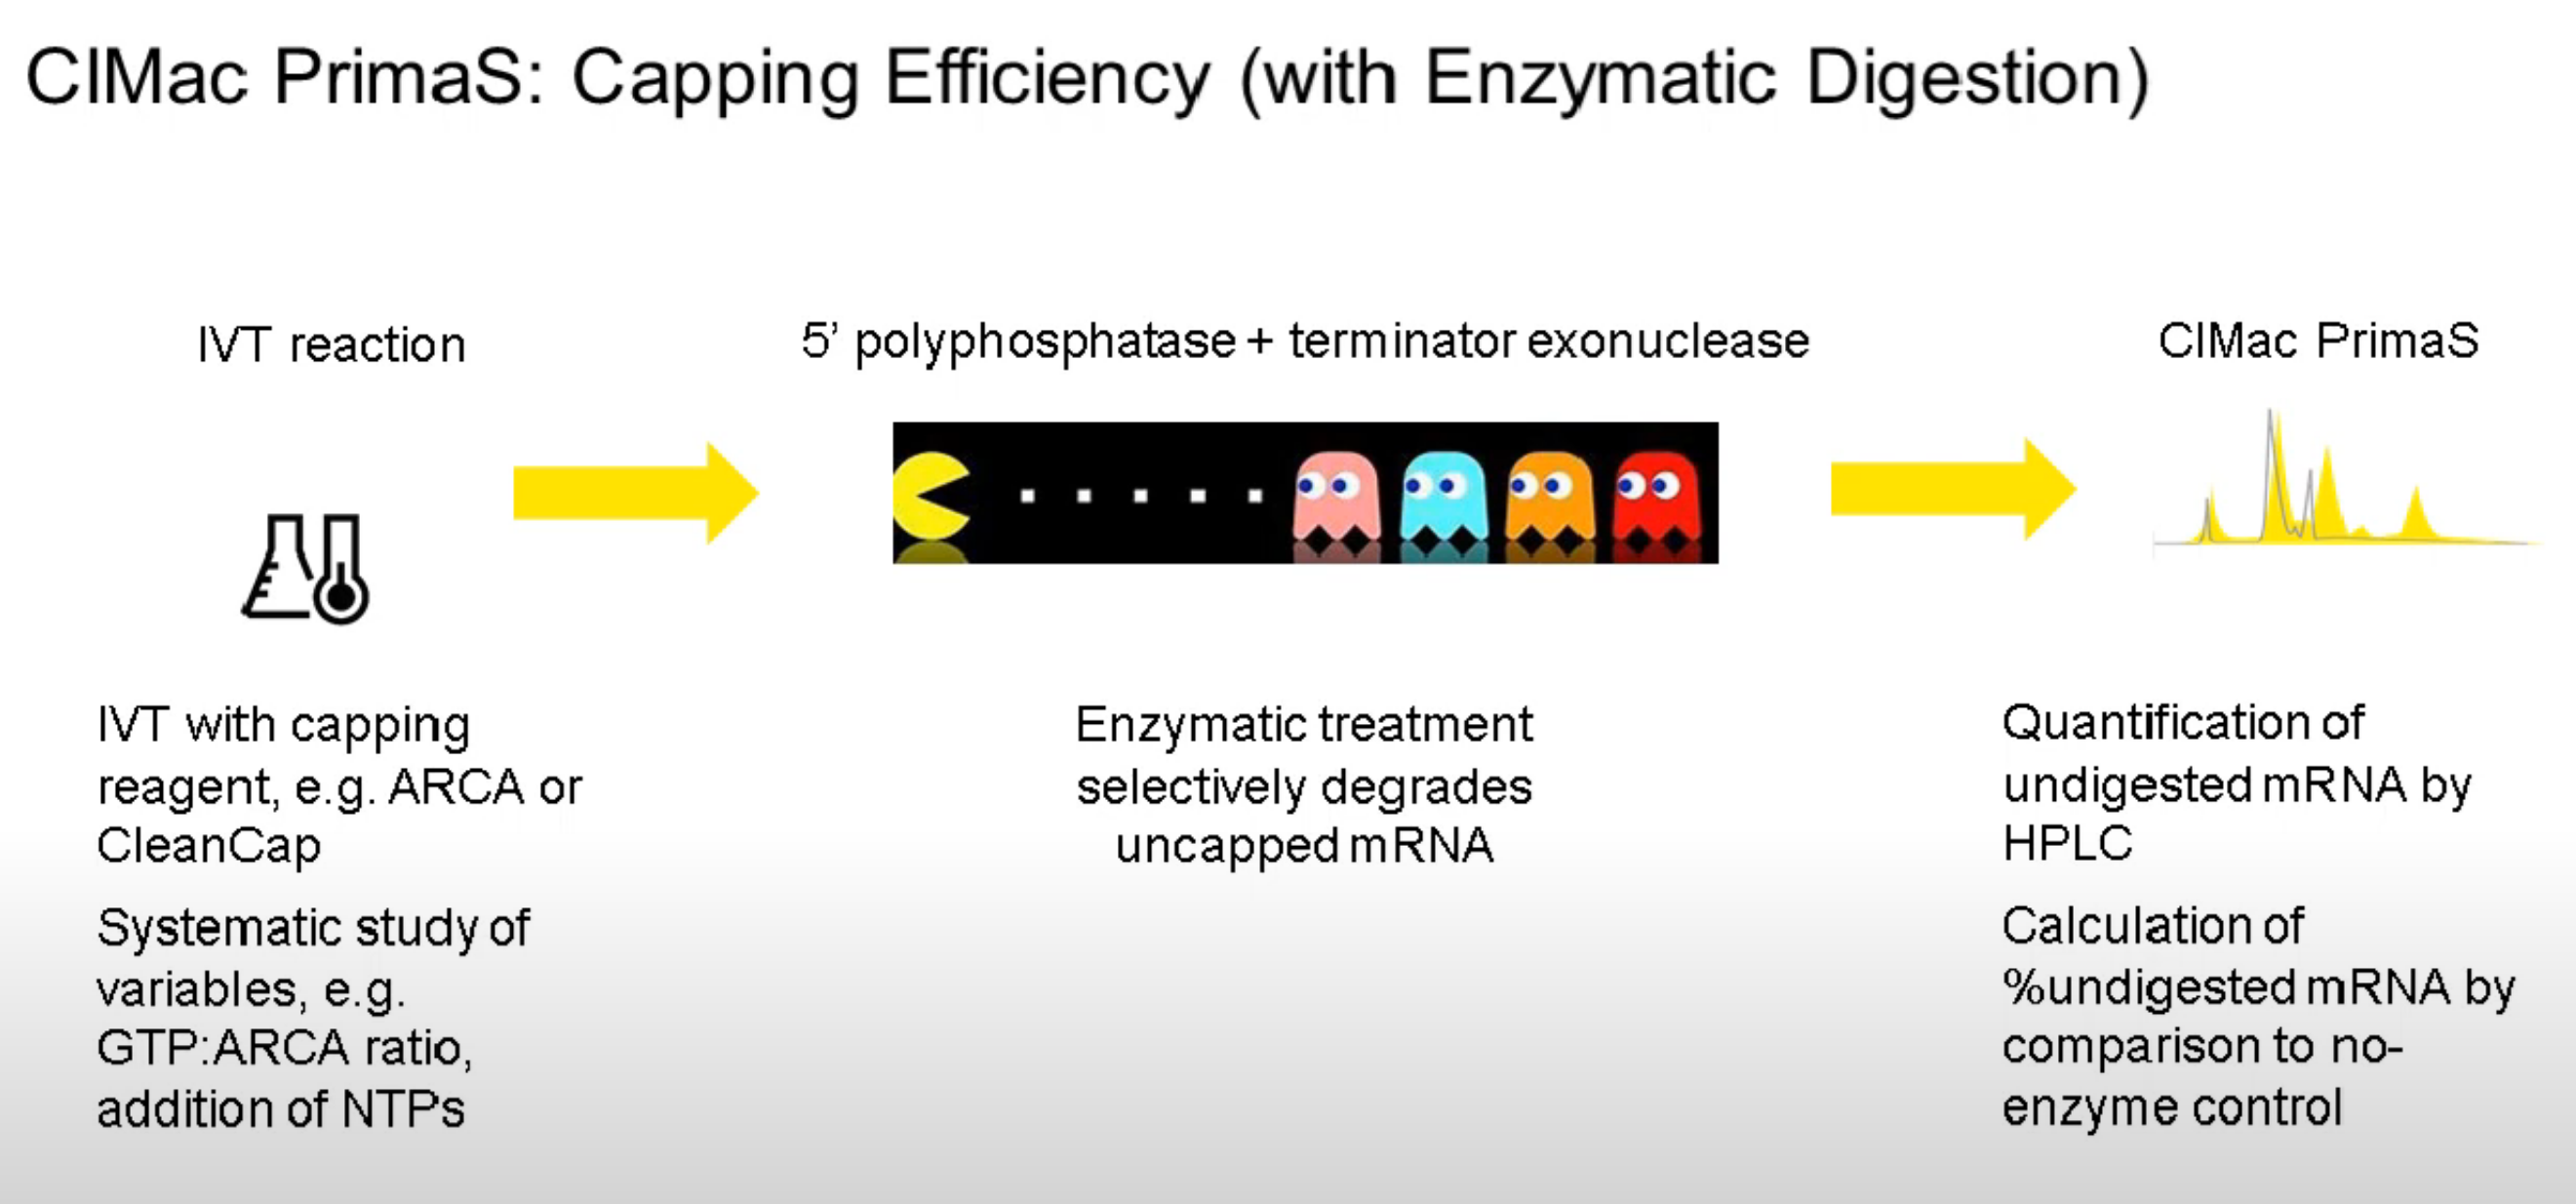 CIMac PrimaS: Capping Efficiency (with Enzymatic Digestion)
IVT reaction
IVT with capping
reagent, e.g. ARCA or
CleanCap
Systematic study of
variables, e.g.
GTP:ARCA ratio,
addition of NTPs
5’ polyphosphatase + terminator exonuclease
Enzymatic treatment
selectively degrades
uncapped mRNA
CIMac PrimaS
Quantification of
undigested mRNA by
HPLC
Calculation of
%undigested mRNA by
comparison to no-
enzyme control